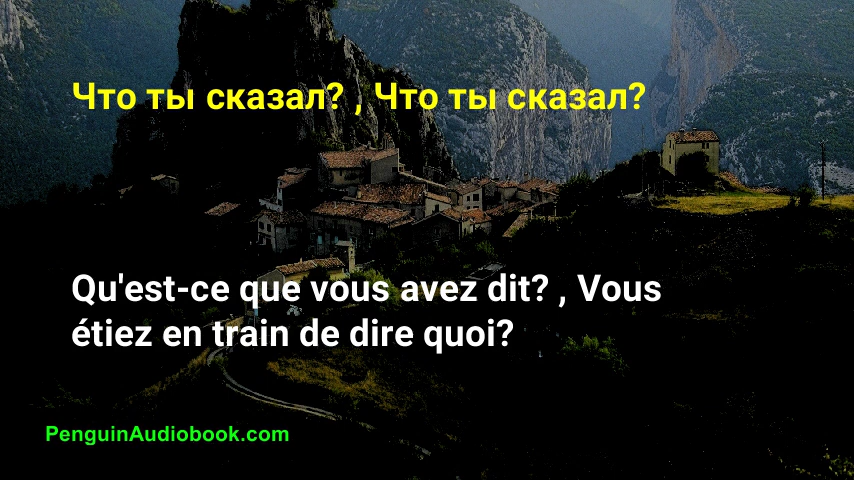 Что ты сказал? , Что ты сказал?
Qu'est-ce que vous avez dit? , Vous
étiez en train de dire quoi?
PenguinAudiobook.com